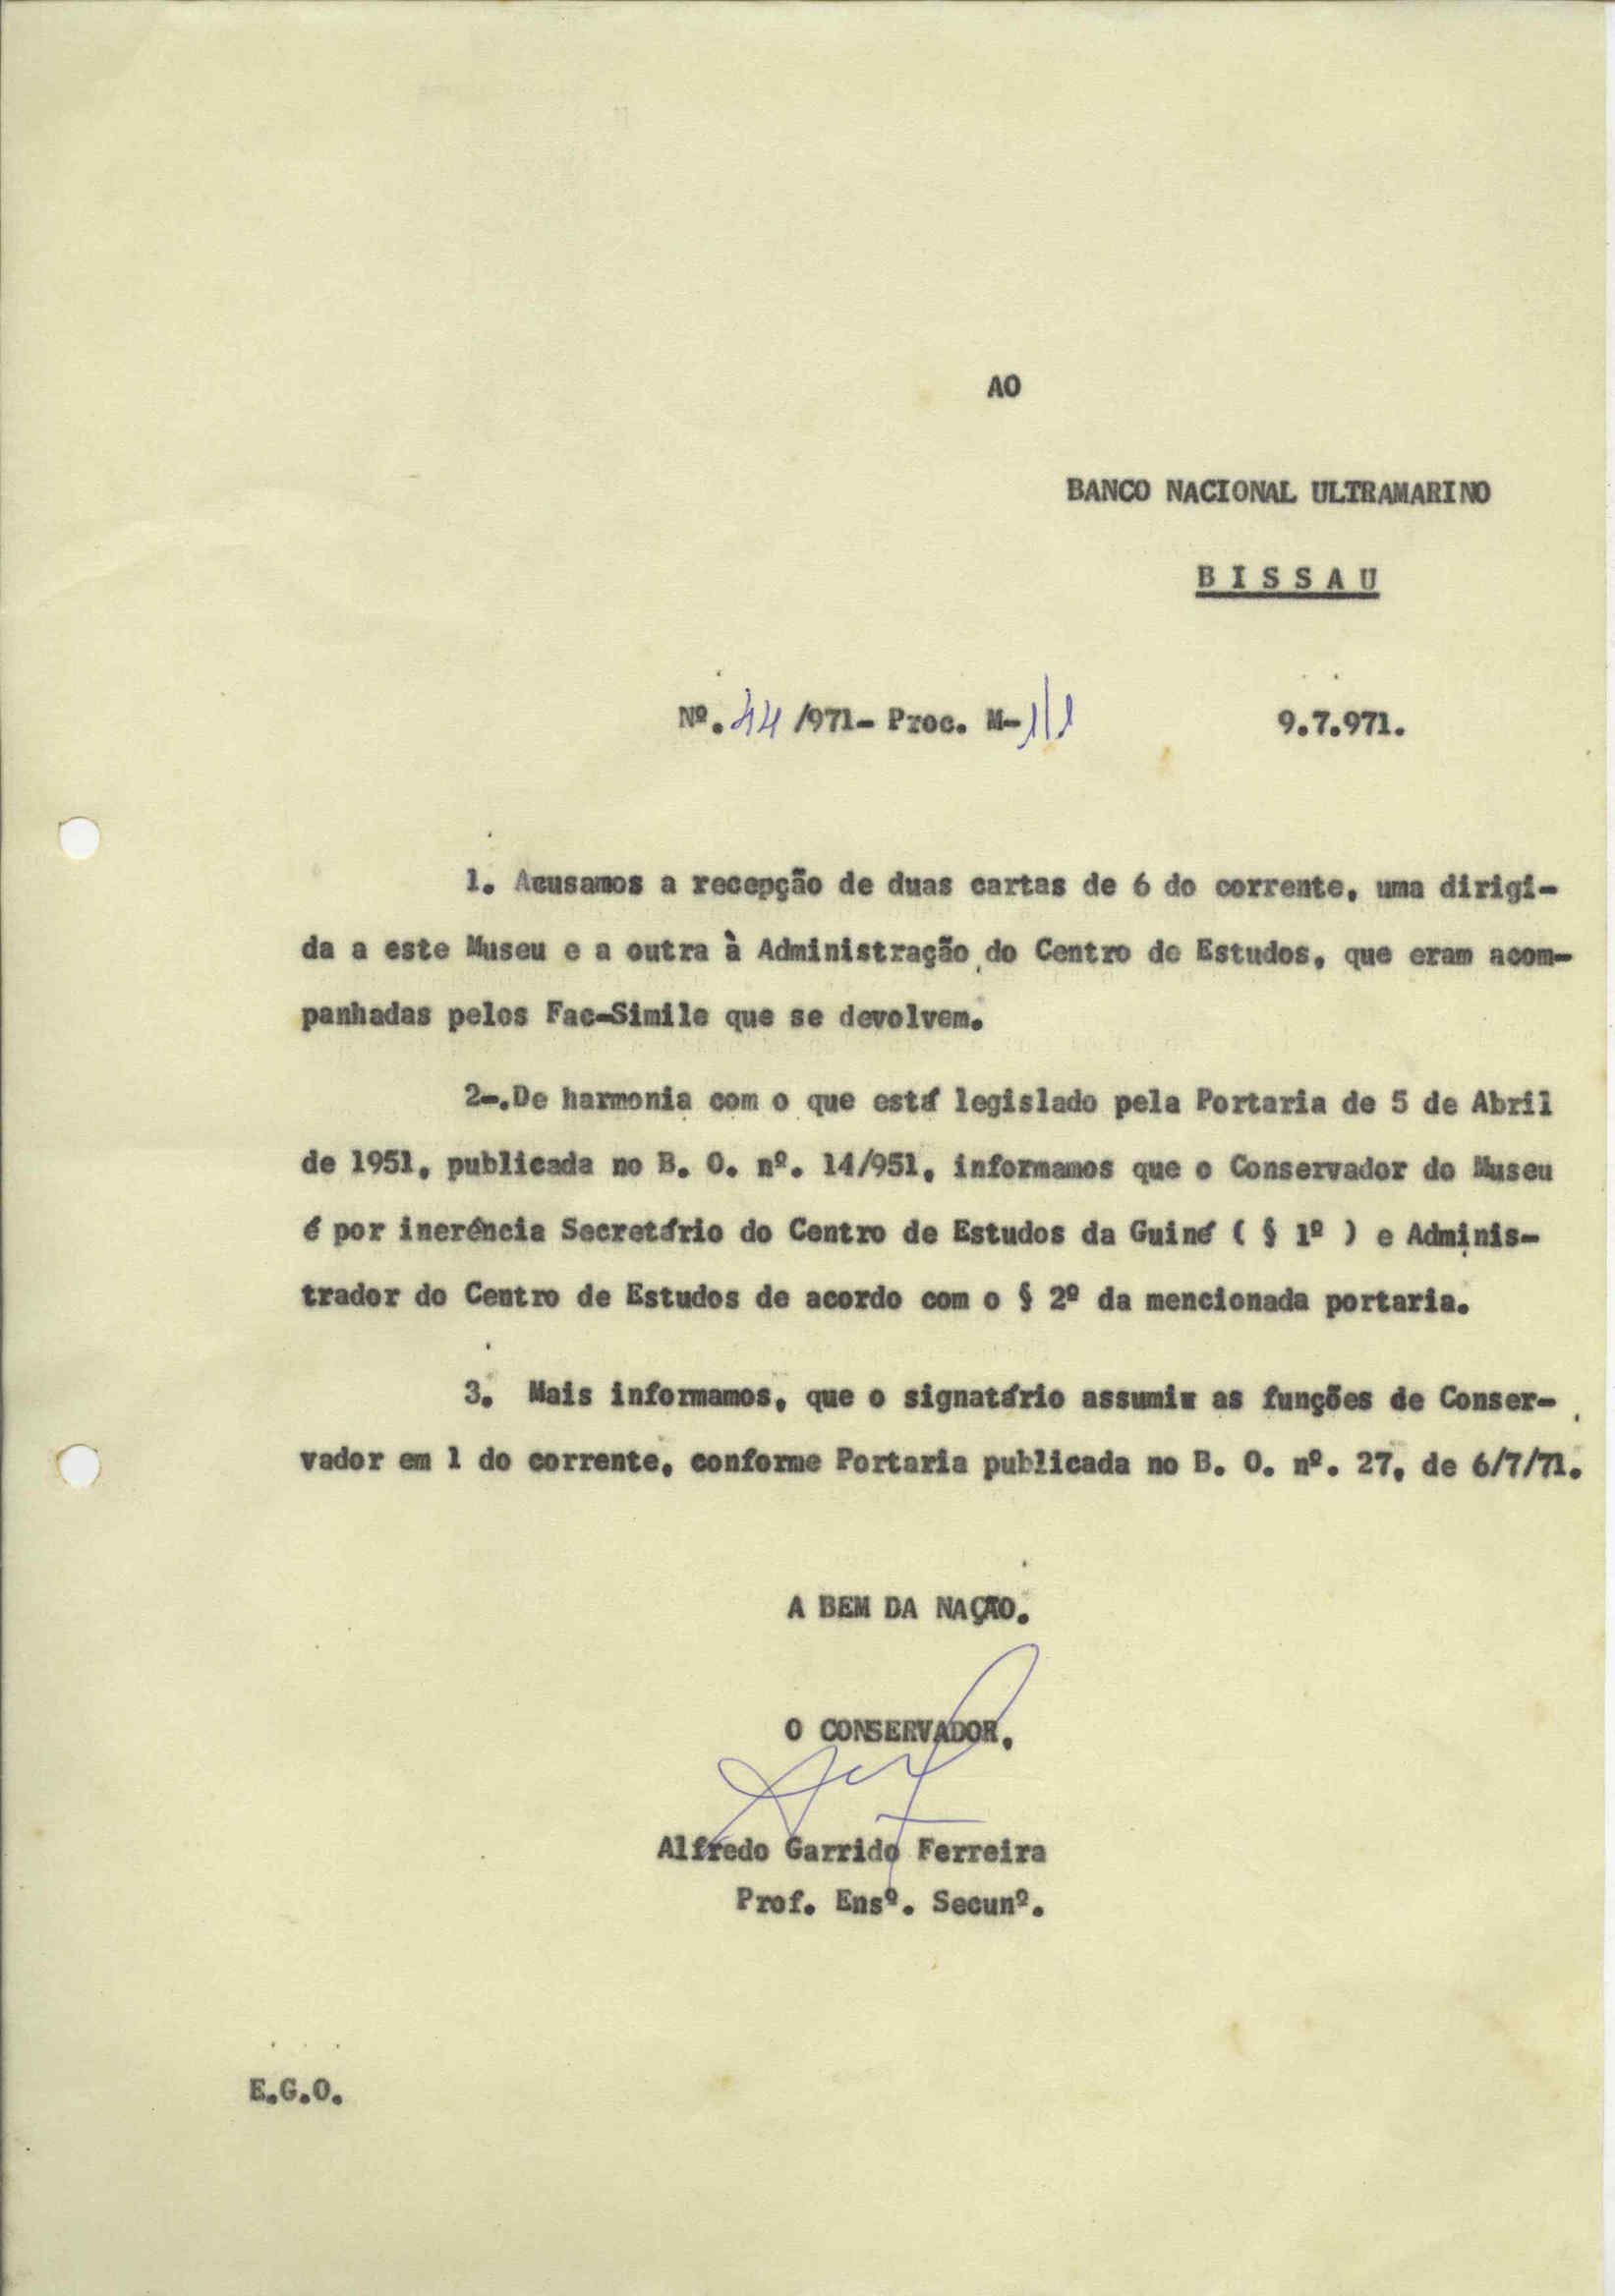 AO
BANCO NACIONAL ULTRAMARINO
BISSAU
Nº. 44 /971- Proc. M-1/1 9.7.971.
1. Acusamos a recepção de duas cartas de 6 do corrente, uma dirigi-
da a este Museu e a outra à Administração do Centro de Estudos, que eram acom-
panhadas pelos Fac-Simile que se devolvem.
2-.De harmonia com o que está legislado pela Portaria de 5 de Abril
de 1951, publicada no B. O. nº. 14/951, informamos que o Conservador do Museu
é por inerência Secretário do Centro de Estudos da Guiné ( § 1º ) e Adminis-
trador do Centro de Estudos de acordo com o § 2º da mencionada portaria.
3. Mais informamos, que o signatário assumiu as funções de Conser-
vador em 1 do corrente, conforme Portaria publicada no B. O. nº. 27, de 6/7/71.
A BEM DA NAÇÃO.
O CONSERVADOR,
Alfredo Garrido Ferreira
Prof. Ensº. Secunº.
E.G.O.